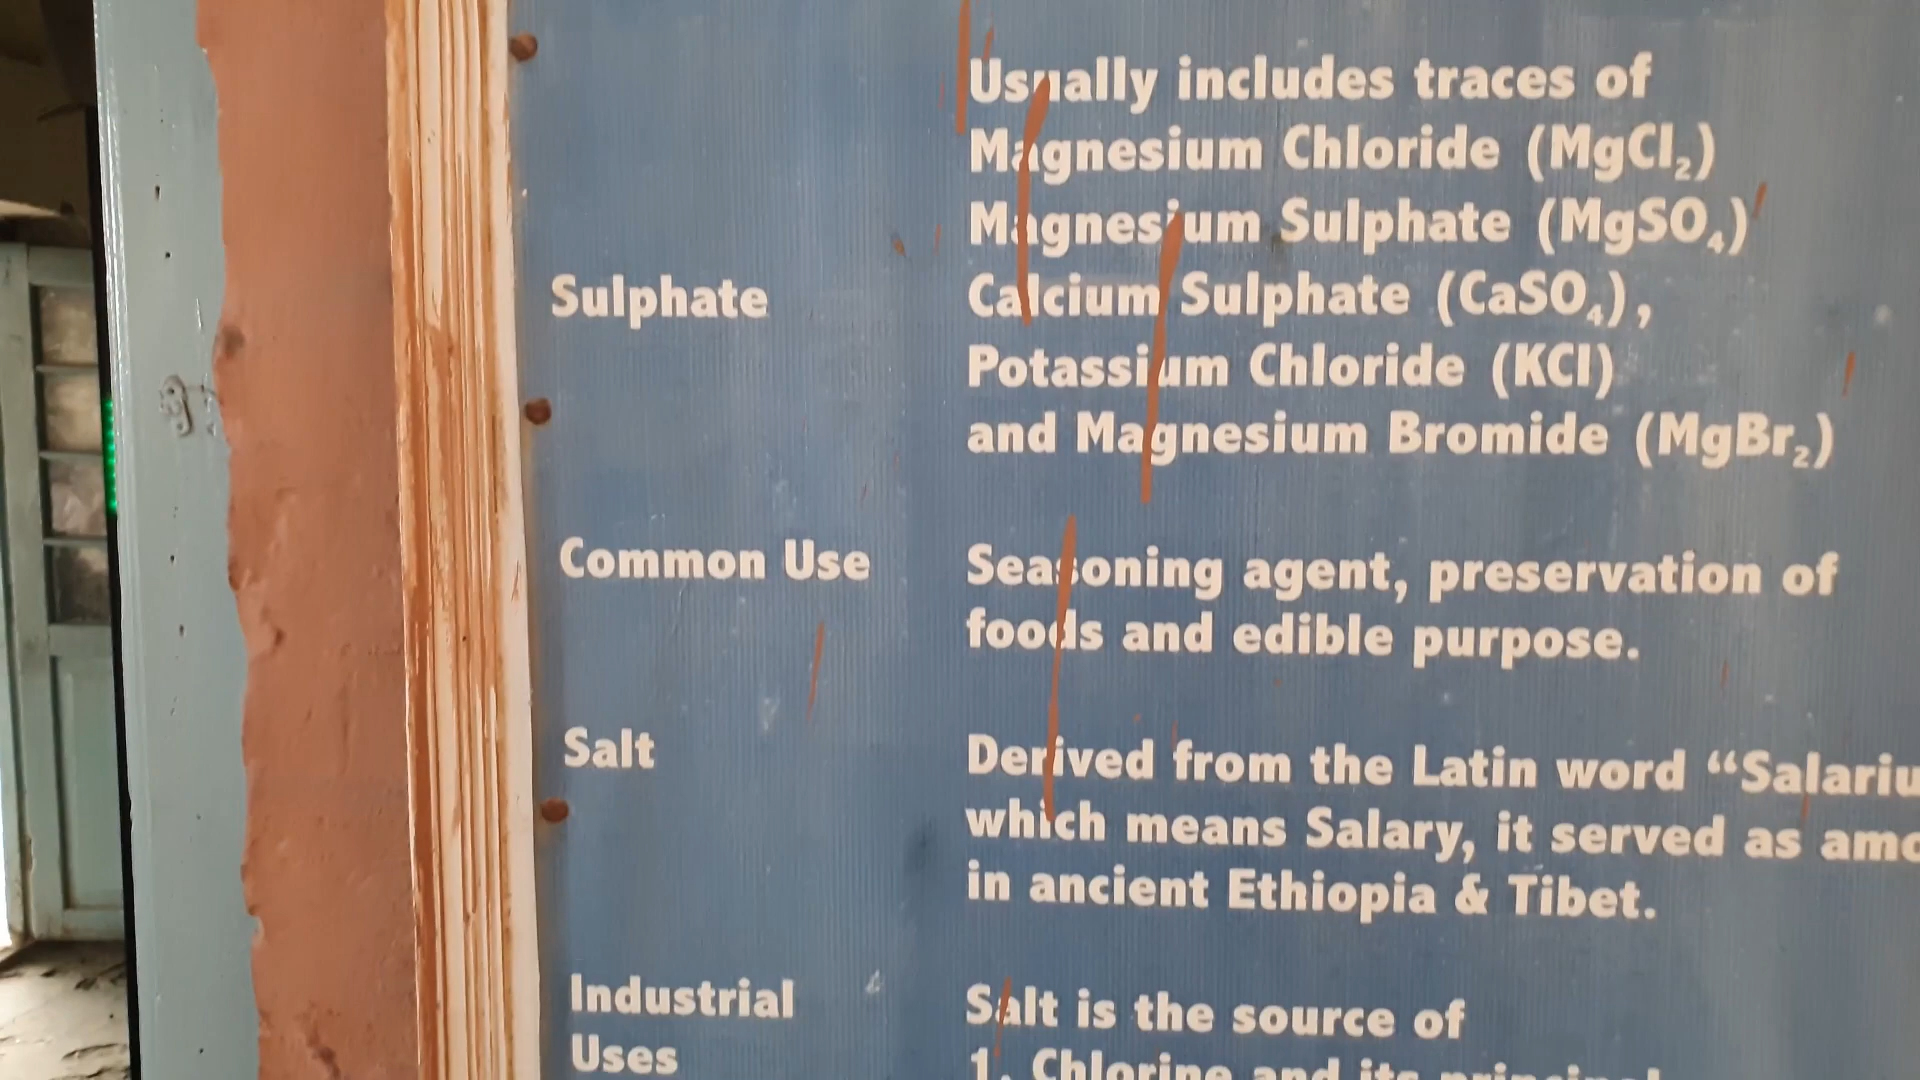 Usually includes traces of
Magnesium Chloride (MgCl₂)
Magnesium Sulphate (MgSO₄)
Sulphate Calcium Sulphate (CaSO₄),
Potassium Chloride (KCl)
and Magnesium Bromide (MgBr₂)
Common Use Seasoning agent, preservation of
foods and edible purpose.
Salt Derived from the Latin word “Salariu
which means Salary, it served as amo
in ancient Ethiopia & Tibet.
Industrial Salt is the source of
Uses 1. Chlorine and its principal